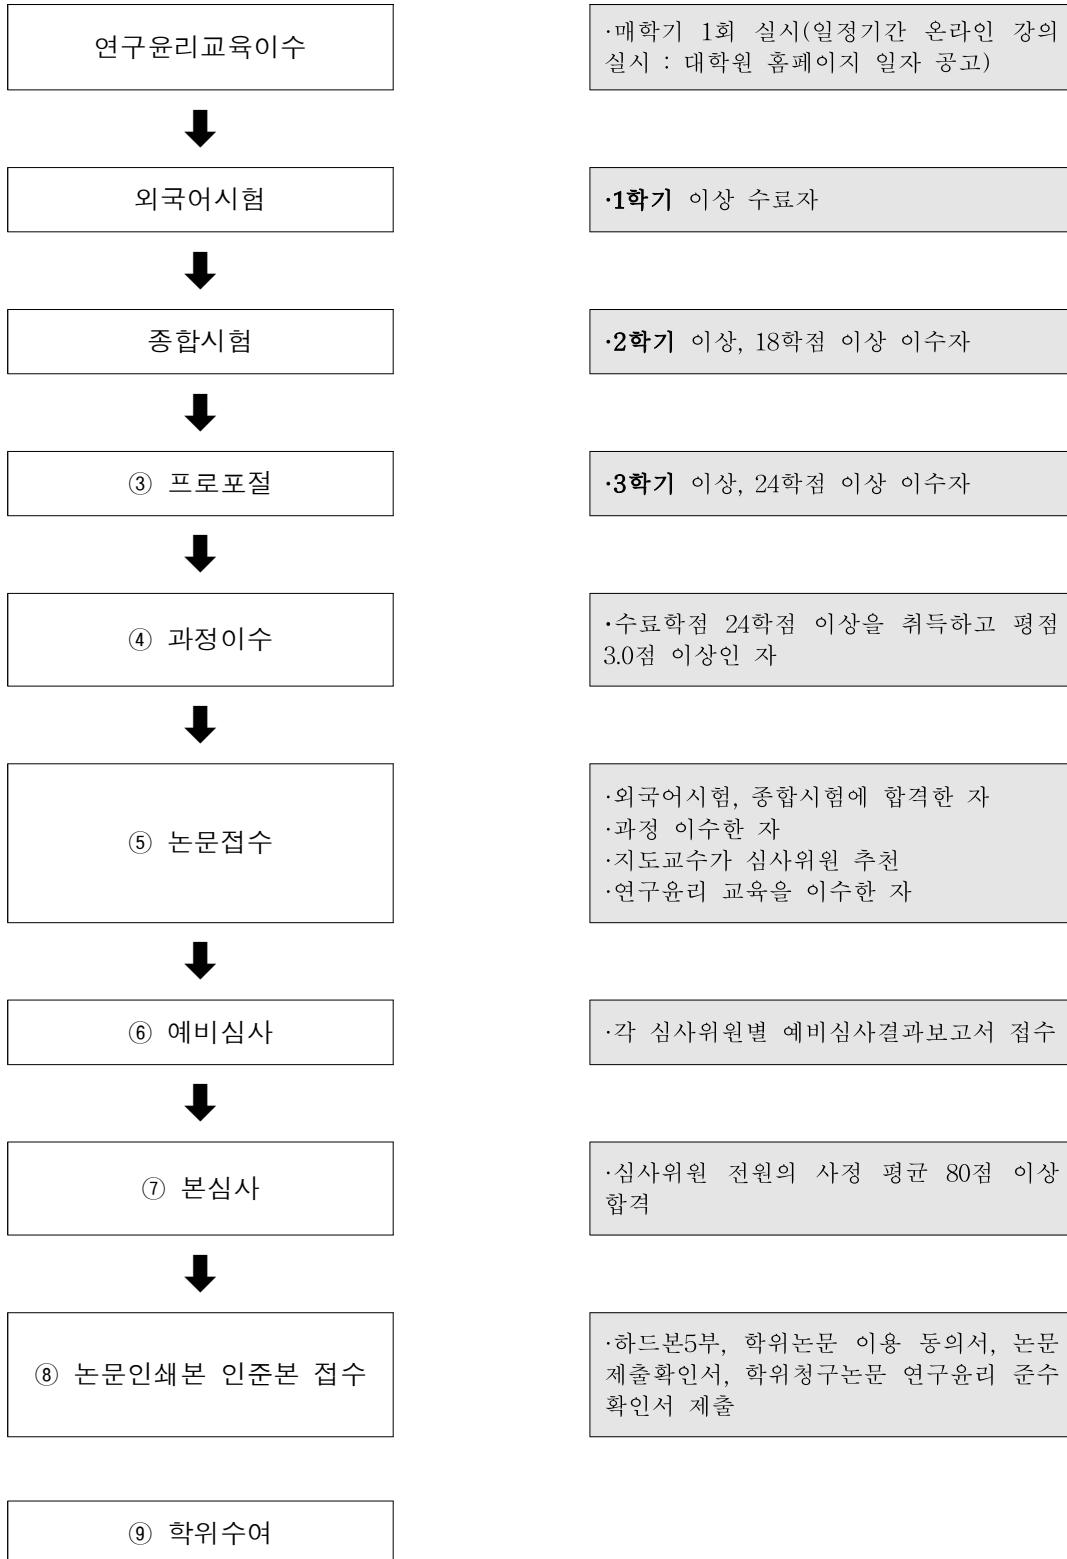 연구윤리교육이수
·매학기 1회 실시(일정기간 온라인 강의
실시 : 대학원 홈페이지 일자 공고)
외국어시험
·1학기 이상 수료자
종합시험
·2학기 이상, 18학점 이상 이수자
③ 프로포절
·3학기 이상, 24학점 이상 이수자
④ 과정이수
·수료학점 24학점 이상을 취득하고 평점
3.0점 이상인 자
⑤ 논문접수
·외국어시험, 종합시험에 합격한 자
·과정 이수한 자
·지도교수가 심사위원 추천
·연구윤리 교육을 이수한 자
⑥ 예비심사
·각 심사위원별 예비심사결과보고서 접수
⑦ 본심사
·심사위원 전원의 사정 평균 80점 이상
합격
⑧ 논문인쇄본 인준본 접수
·하드본5부, 학위논문 이용 동의서, 논문
제출확인서, 학위청구논문 연구윤리 준수
확인서 제출
⑨ 학위수여